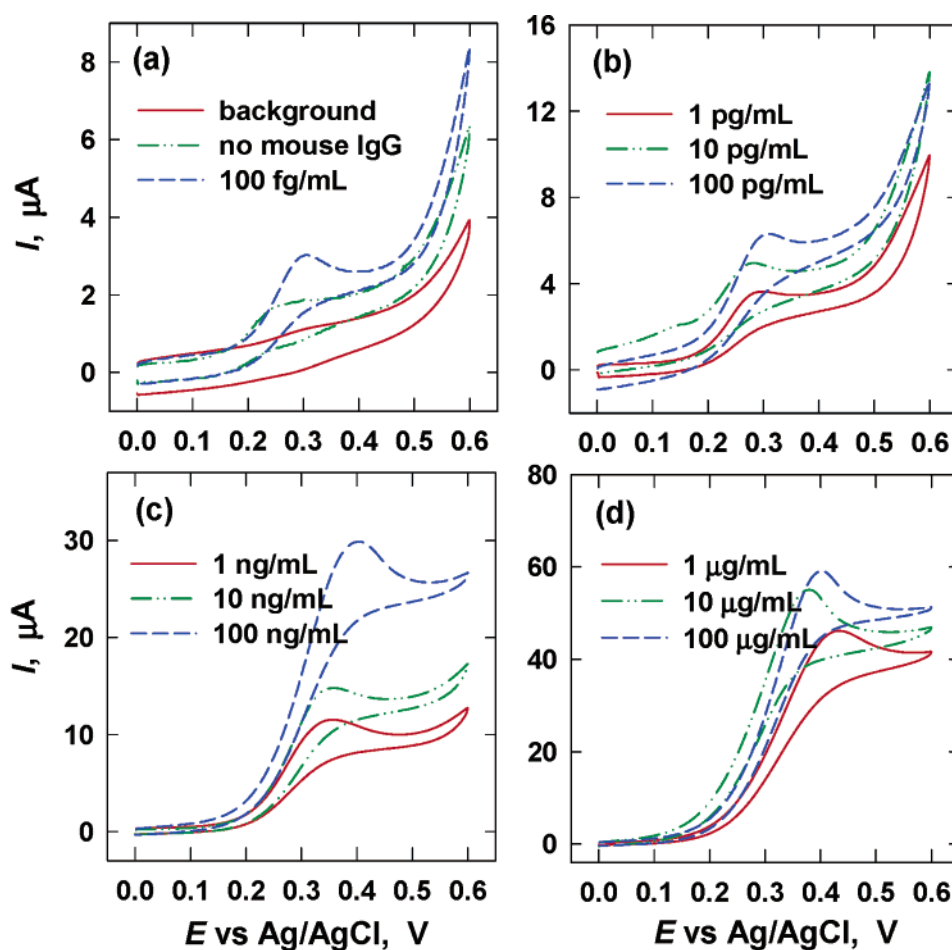 (a)
background
no mouse IgG
100 fg/mL
I, μA
8
6
4
2
0
0.0 0.1 0.2 0.3 0.4 0.5 0.6
(b)
1 pg/mL
10 pg/mL
100 pg/mL
16
12
8
4
0
0.0 0.1 0.2 0.3 0.4 0.5 0.6
(c)
1 ng/mL
10 ng/mL
100 ng/mL
I, μA
30
20
10
0
0.0 0.1 0.2 0.3 0.4 0.5 0.6
E vs Ag/AgCl, V
(d)
1 μg/mL
10 μg/mL
100 μg/mL
80
60
40
20
0
0.0 0.1 0.2 0.3 0.4 0.5 0.6
E vs Ag/AgCl, V